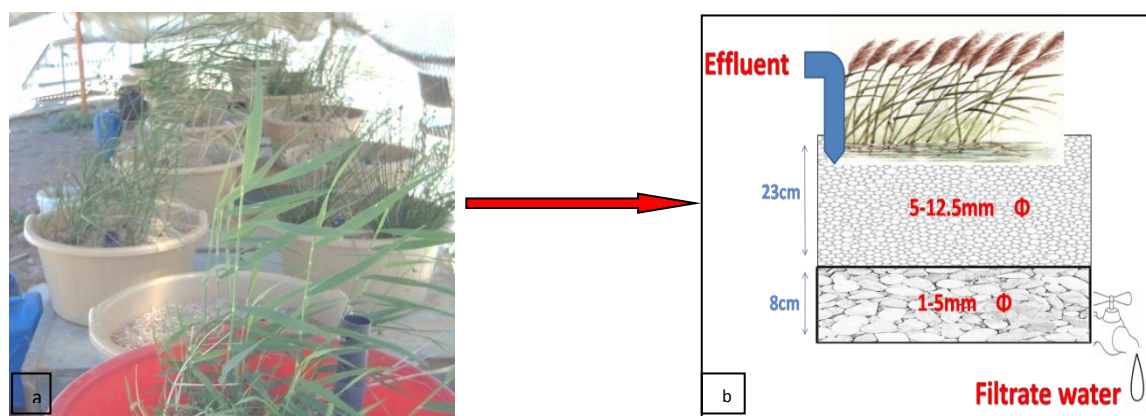 a
Effluent
23cm
5-12.5mm Φ
8cm
1-5mm Φ
Filtrate water
b